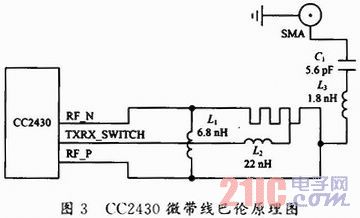 SMA
C₁
5.6 pF
L₃
1.8 nH
CC2430
RF_N
TXRX_SWITCH
RF_P
L₁
6.8 nH
L₂
22 nH
21IC电子网
.com
图 3 CC2430 微带线巴伦原理图